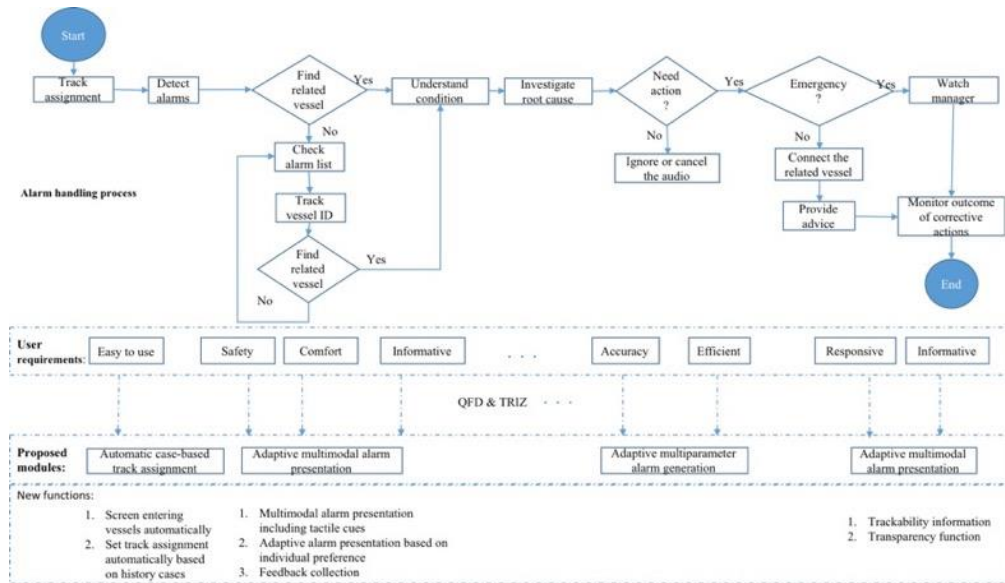 Start
Track
assignment
Detect
alarms
Find
related
vessel
Yes
Understand
condition
Investigate
root cause
Need
action
?
Yes
Emergency
?
Yes
Watch
manager
No
Check
alarm list
No
Ignore or cancel
the audio
No
Connect the
related vessel
Alarm handling process
Track
vessel ID
Provide
advice
Monitor outcome
of corrective
actions
Find
related
vessel
Yes
No
End
User
requirements:
Easy to use
Safety
Comfort
Informative
. . .
Accuracy
Efficient
Responsive
Informative
QFD & TRIZ . . .
Proposed
modules:
Automatic case-based
track assignment
Adaptive multimodal alarm
presentation
Adaptive multiparameter
alarm generation
Adaptive multimodal
alarm presentation
New functions:
1. Screen entering
vessels automatically
2. Set track assignment
automatically based
on history cases
1. Multimodal alarm presentation
including tactile cues
2. Adaptive alarm presentation based on
individual preference
3. Feedback collection
1. Trackability information
2. Transparency function